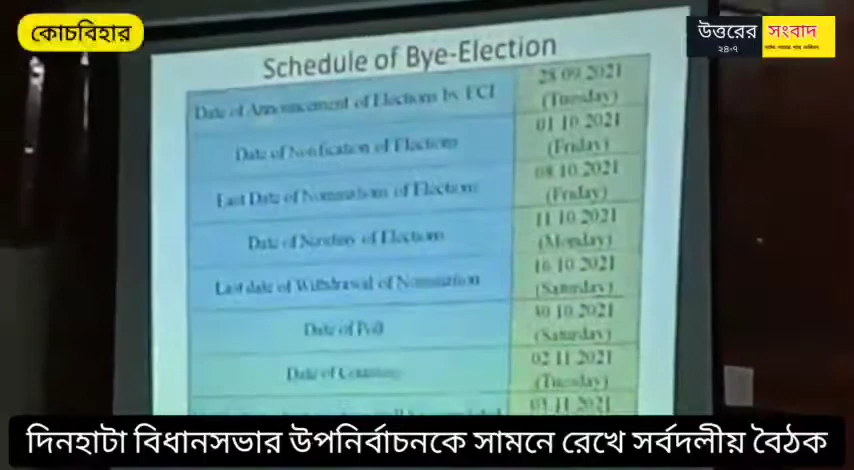 কোচবিহার
উত্তরের সংবাদ
২৪·৭
Schedule of Bye-Election
Date of Announcement of Elections by ECI
28.09.2021
(Tuesday)
Date of Notification of Elections
01.10.2021
(Friday)
Last Date of Nominations of Elections
08.10.2021
(Friday)
Date of Scrutiny of Elections
11.10.2021
(Monday)
Last date of Withdrawal of Nomination
16.10.2021
(Saturday)
Date of Poll
30.10.2021
(Saturday)
Date of Counting
02.11.2021
(Tuesday)
দিনহাটা বিধানসভার উপনির্বাচনকে সামনে রেখে সর্বদলীয় বৈঠক